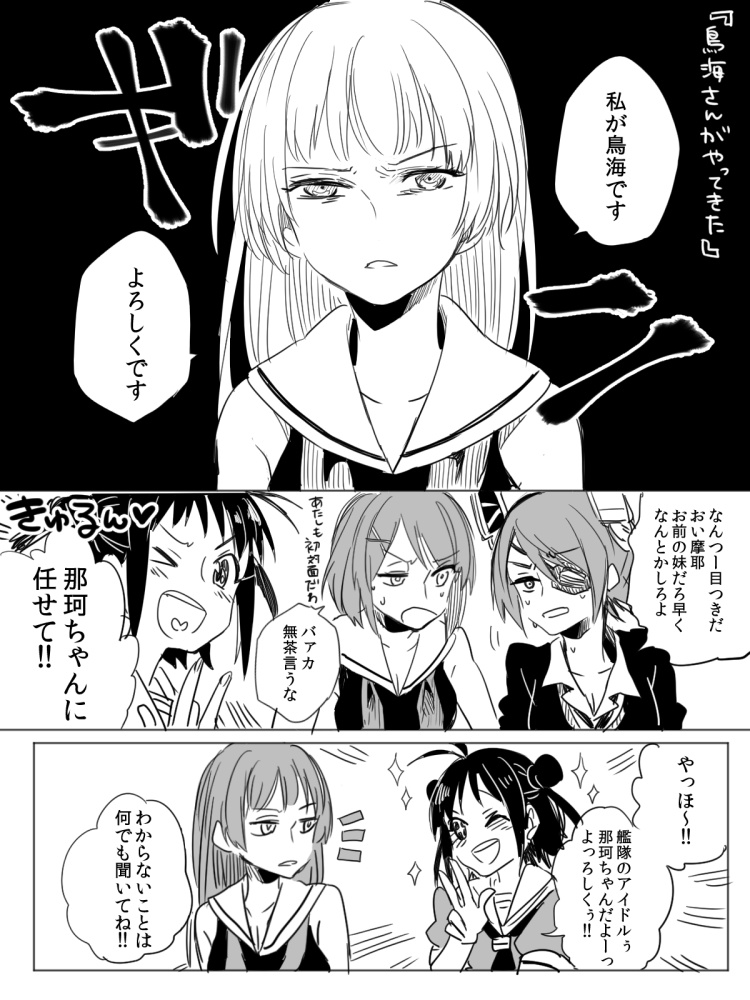 『鳥海さんがやってきた』
私が鳥海です
ギン
よろしくです
なんつー目つきだ
おい摩耶
お前の妹だろ早く
なんとかしろよ
あたしも初対面だわ
バァカ
無茶言うな
きゅるんっ♡
那珂ちゃんに
任せて!!
やっほ〜!!
艦隊のアイドルぅ
那珂ちゃんだよーっ
よっろしくぅ!!
わからないことは
何でも聞いてね!!